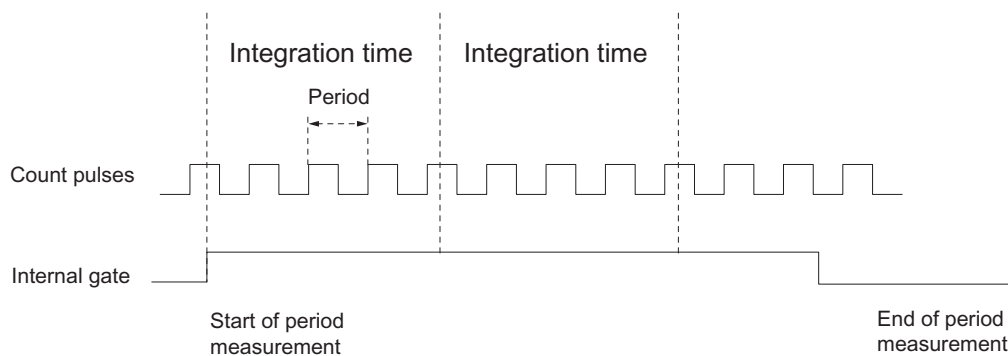 Integration time
Integration time
Period
Count pulses
Internal gate
Start of period
measurement
End of period
measurement